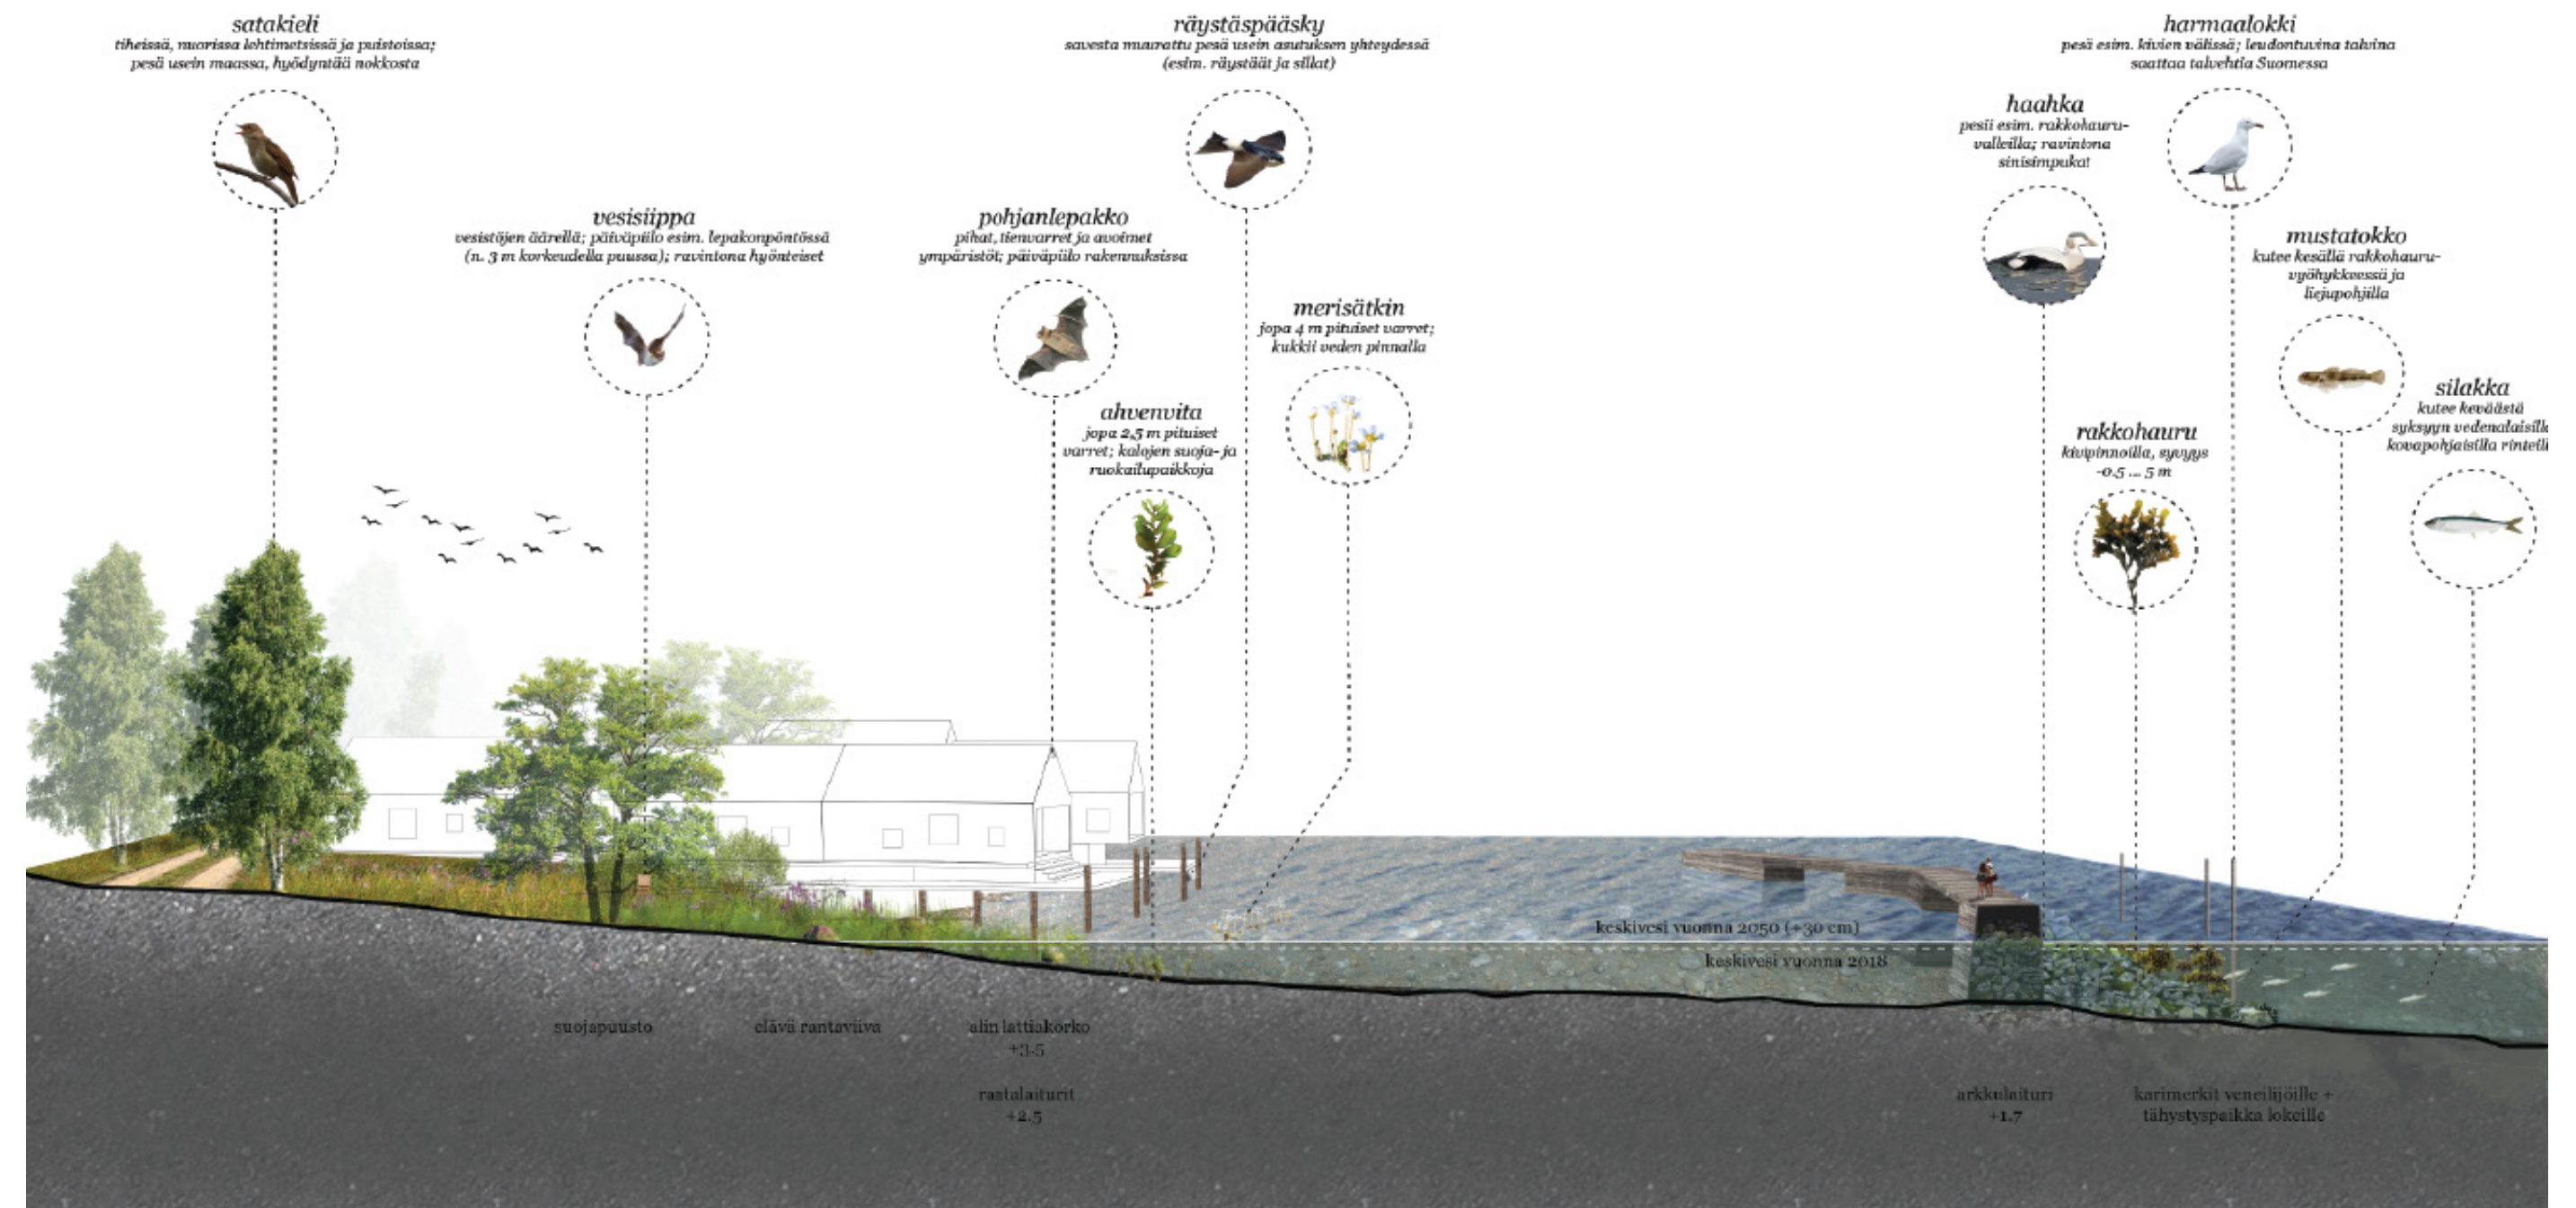 satakieli
tiheissä, nuorissa lehtimetsissä ja puistoissa;
pesä usein maassa, hyödyntää nokkosta
vesisiippa
vesistöjen äärellä; päiväpiilo esim. lepakonpöntössä
(n. 3 m korkeudella puussa); ravintona hyönteiset
pohjanlepakko
pihat, tienvarret ja avoimet
ympäristöt; päiväpiilo rakennuksissa
räystäspääsky
savesta muurattu pesä usein asutuksen yhteydessä
(esim. räystäät ja sillat)
ahvenvita
jopa 2,5 m pituiset
varret; kalojen suoja- ja
ruokailupaikkoja
merisätkin
jopa 4 m pituiset varret;
kukkii veden pinnalla
haahka
pesii esim. rakkohauru-
valleilla; ravintona
sinisimpukat
harmaalokki
pesä esim. kivien välissä; leudontuvina talvina
saattaa talvehtia Suomessa
rakkohauru
kivipinnoilla, syvyys
-0.5 ... 5 m
mustatokko
kutee kesällä rakkohauru-
vyöhykkeessä ja
liejupohjilla
silakka
kutee keväästä
syksyyn vedenalaisilla
kovapohjaisilla rinteill
keskivesi vuonna 2050 (+30 cm)
keskivesi vuonna 2018
suojapuusto
elävä rantaviiva
alin lattiakorko
+3.5
rantalaiturit
+2.5
arkkulaituri
+1.7
karimerkit veneilijöille +
tähystyspaikka lokeille